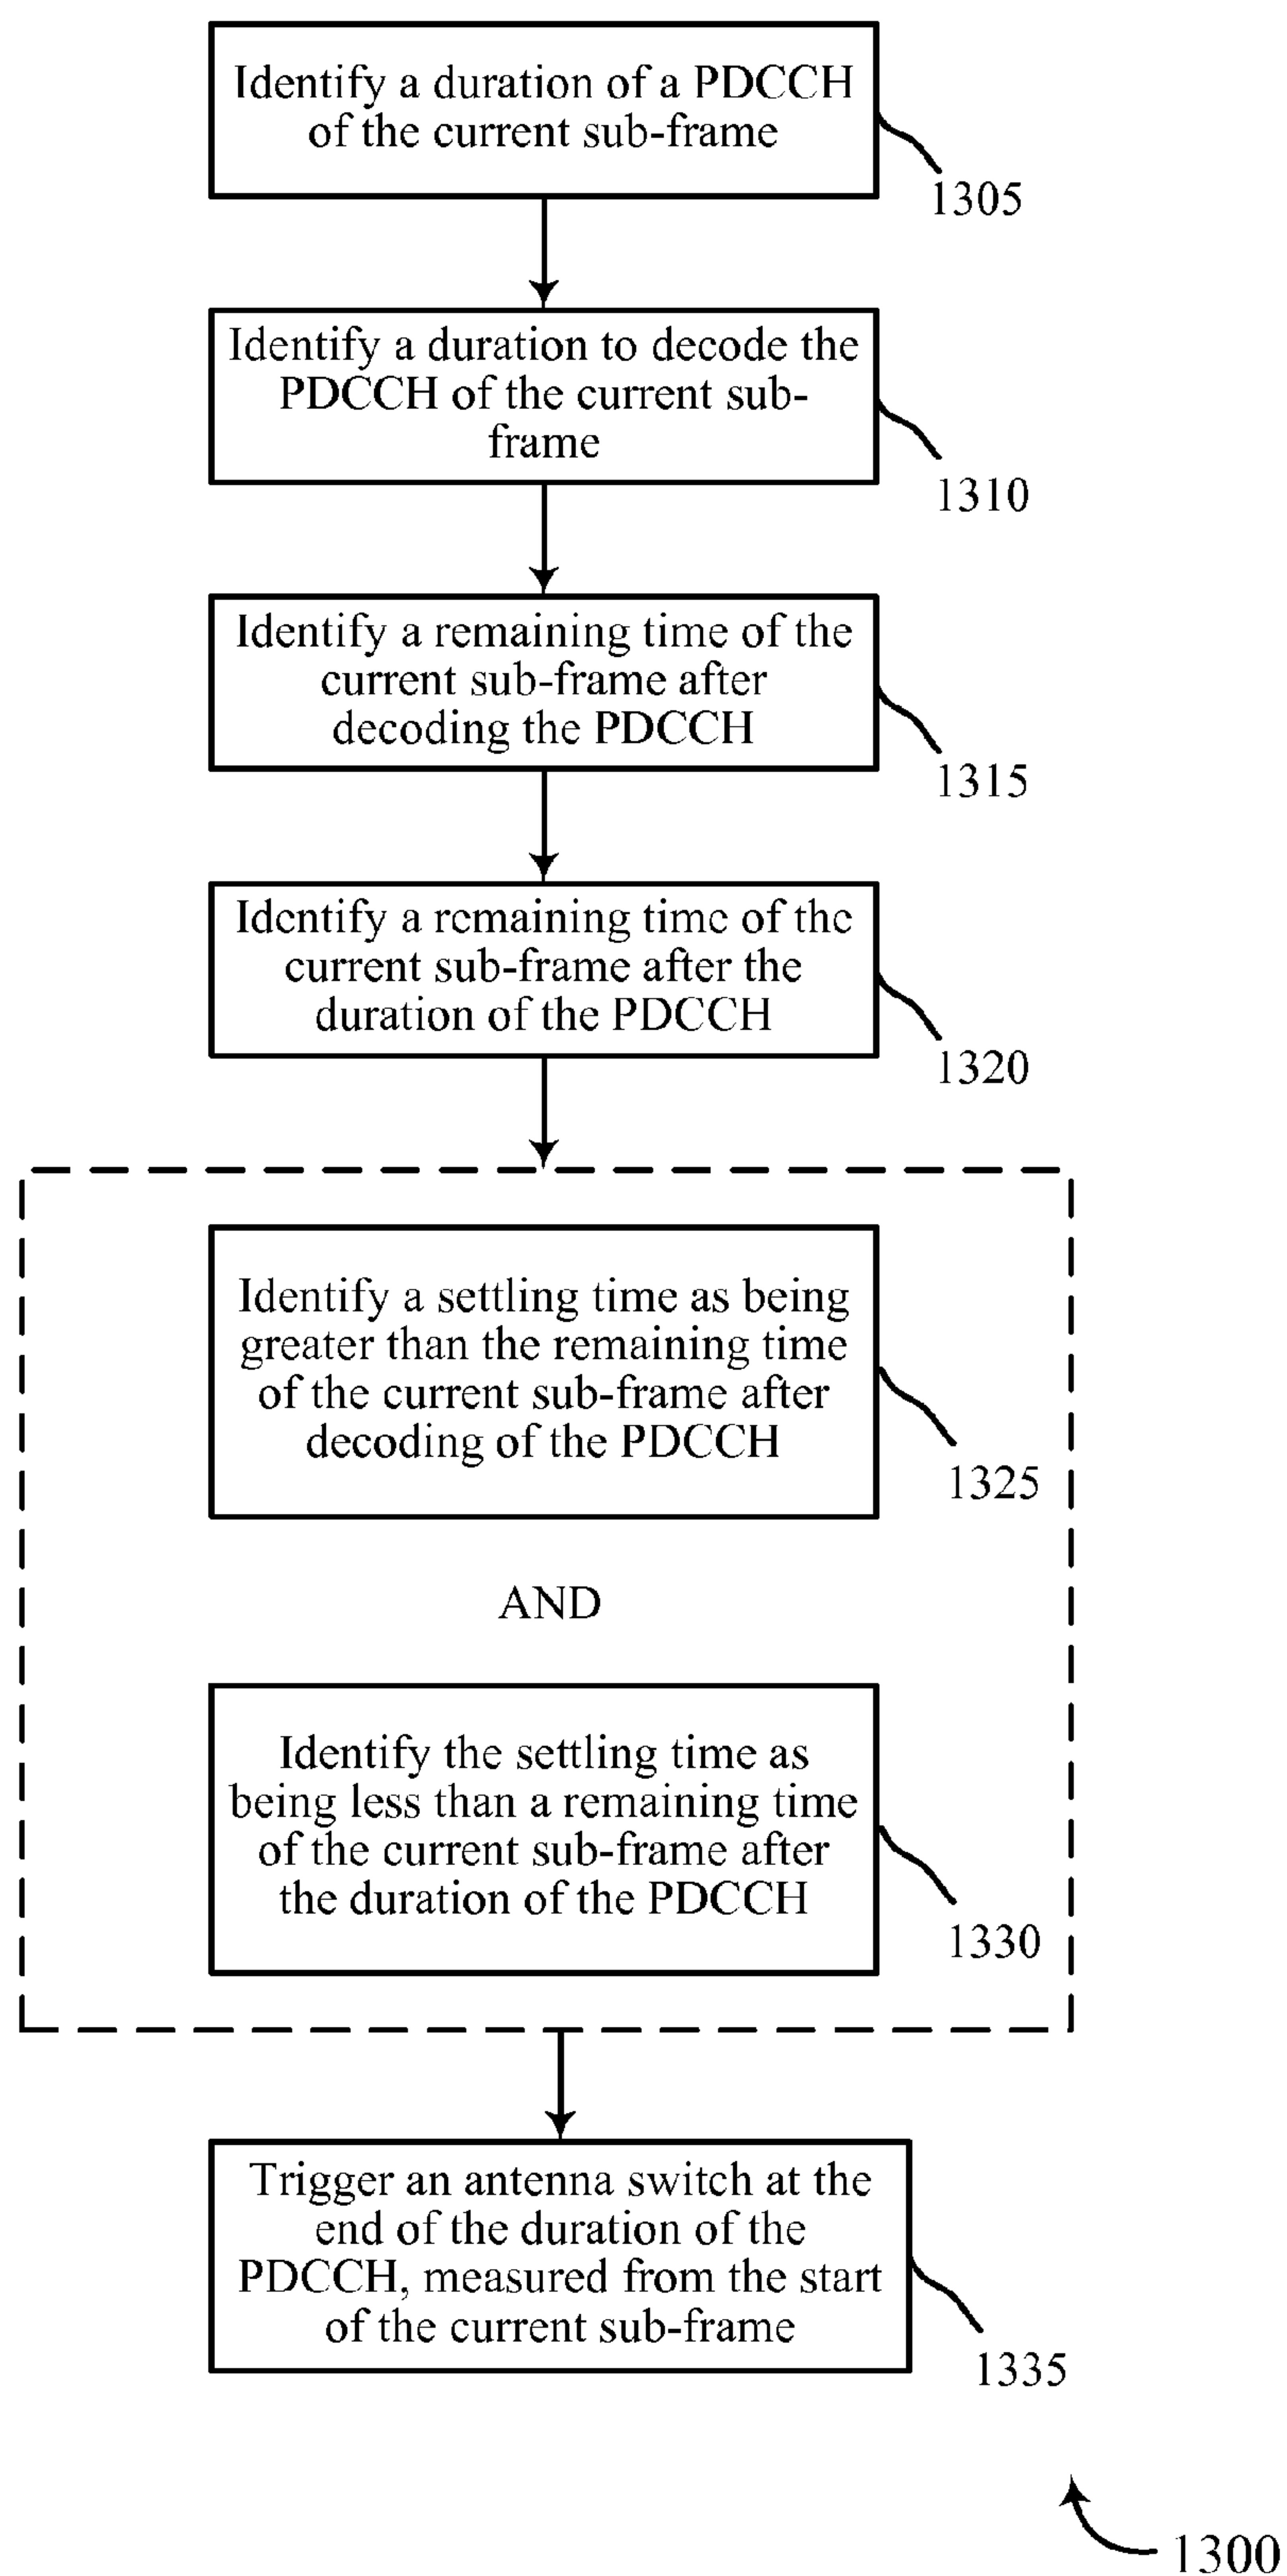 Identify a duration of a PDCCH
of the current sub-frame
1305
Identify a duration to decode the
PDCCH of the current sub-
frame
1310
Identify a remaining time of the
current sub-frame after
decoding the PDCCH
1315
Identify a remaining time of the
current sub-frame after the
duration of the PDCCH
1320
Identify a settling time as being
greater than the remaining time
of the current sub-frame after
decoding of the PDCCH
1325
AND
Identify the settling time as
being less than a remaining time
of the current sub-frame after
the duration of the PDCCH
1330
Trigger an antenna switch at the
end of the duration of the
PDCCH, measured from the start
of the current sub-frame
1335
1300